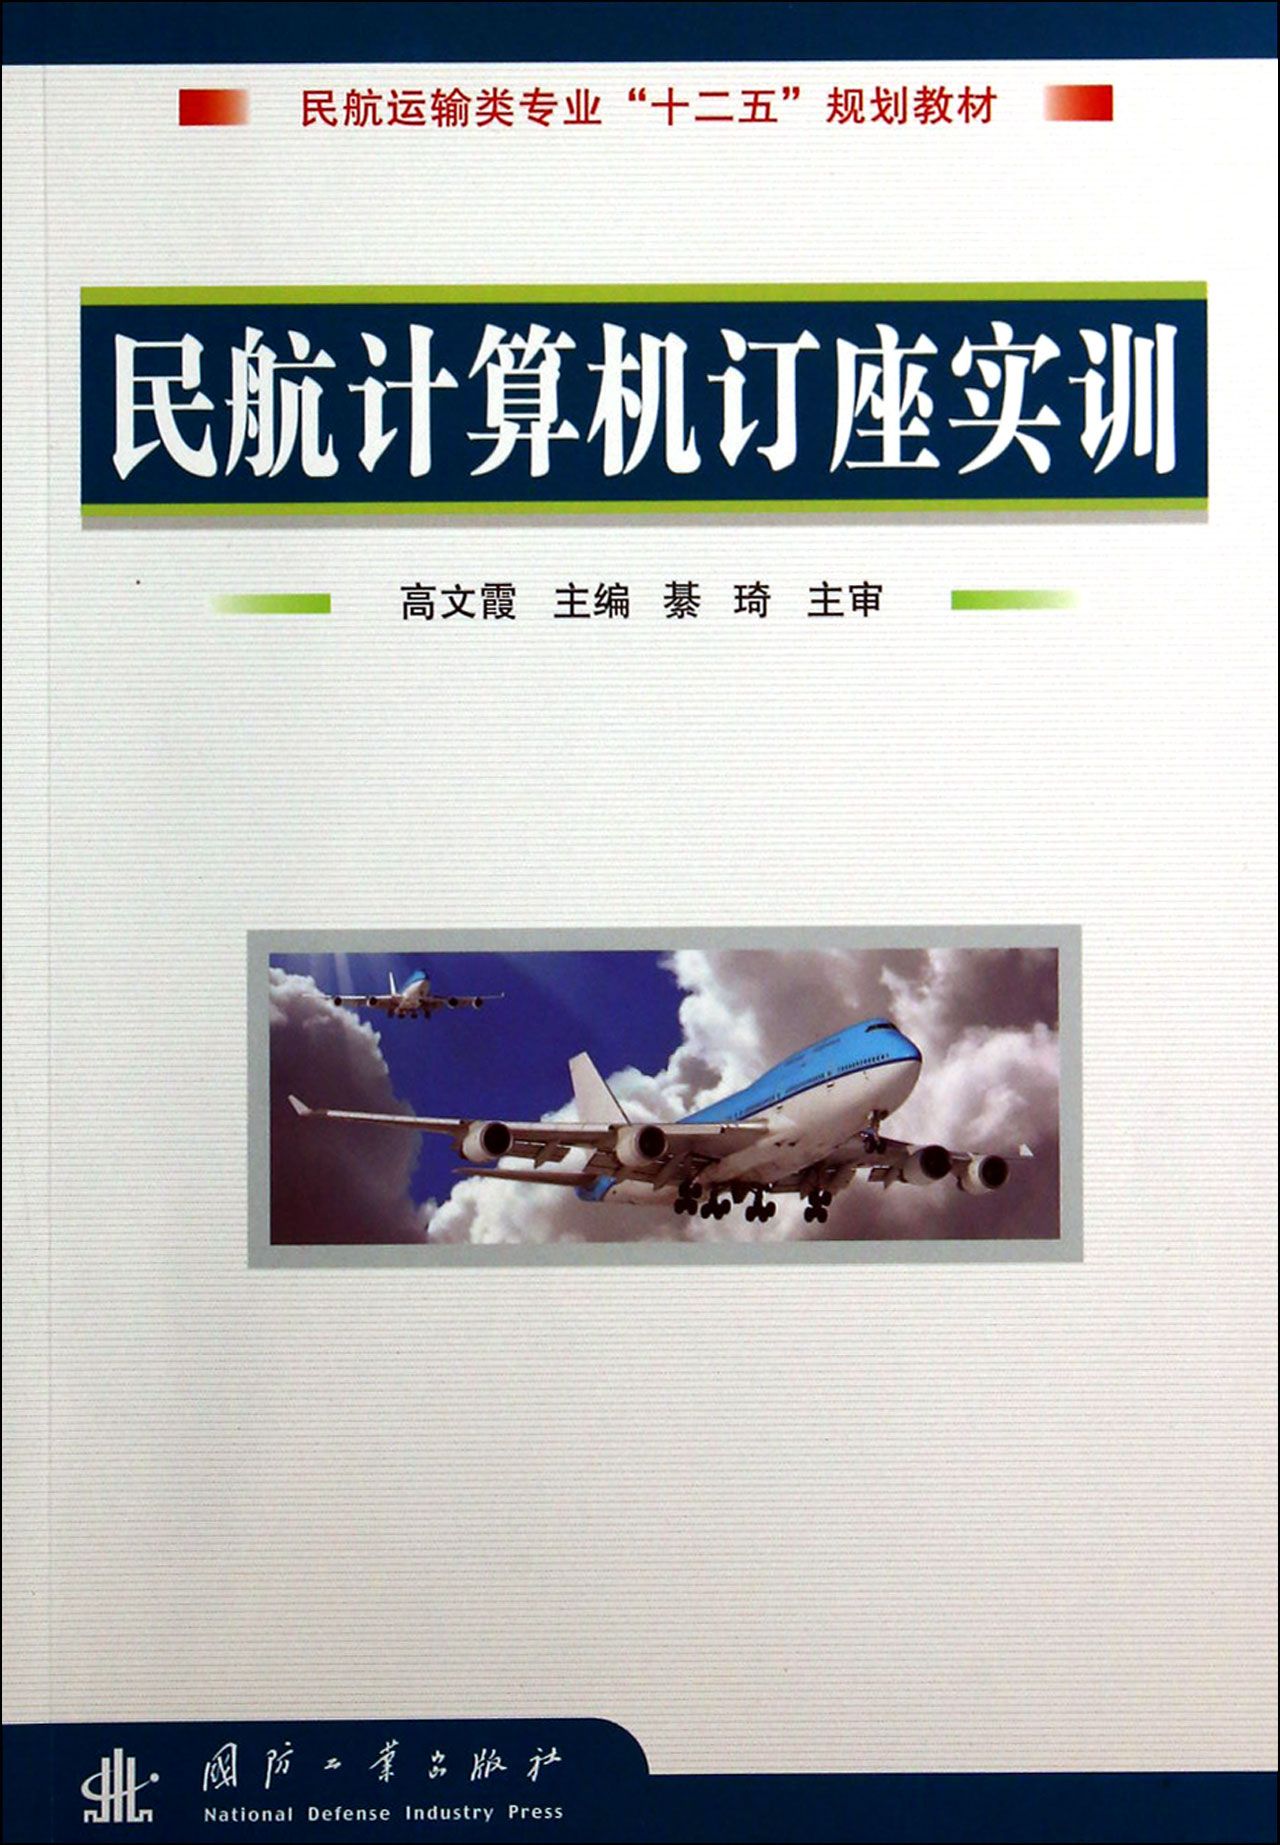 民航运输类专业“十二五”规划教材
民航计算机订座实训
高文霞 主编 綦 琦 主审
國防工業出版社
National Defense Industry Press